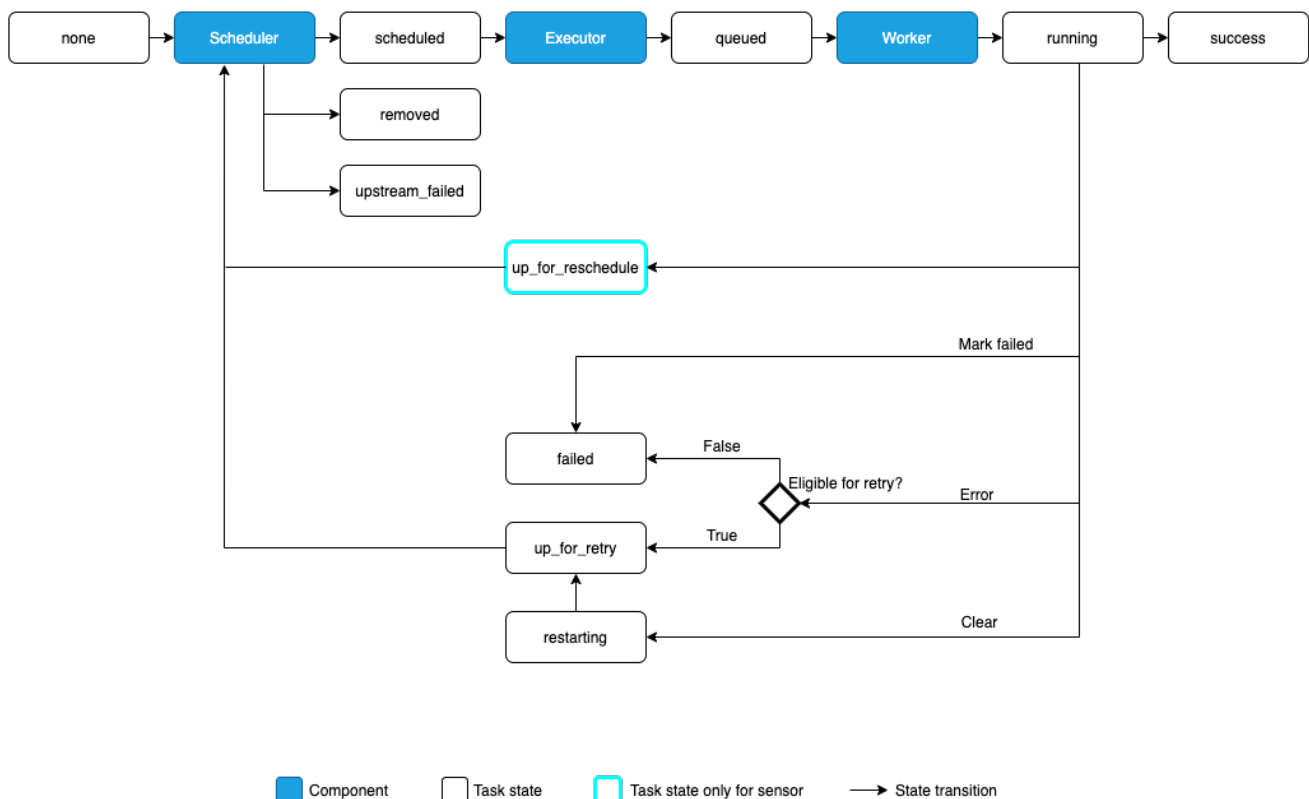 none
Scheduler
scheduled
Executor
queued
Worker
running
success
removed
upstream_failed
up_for_reschedule
Mark failed
failed
False
Eligible for retry?
Error
True
up_for_retry
Clear
restarting
Component
Task state
Task state only for sensor
State transition